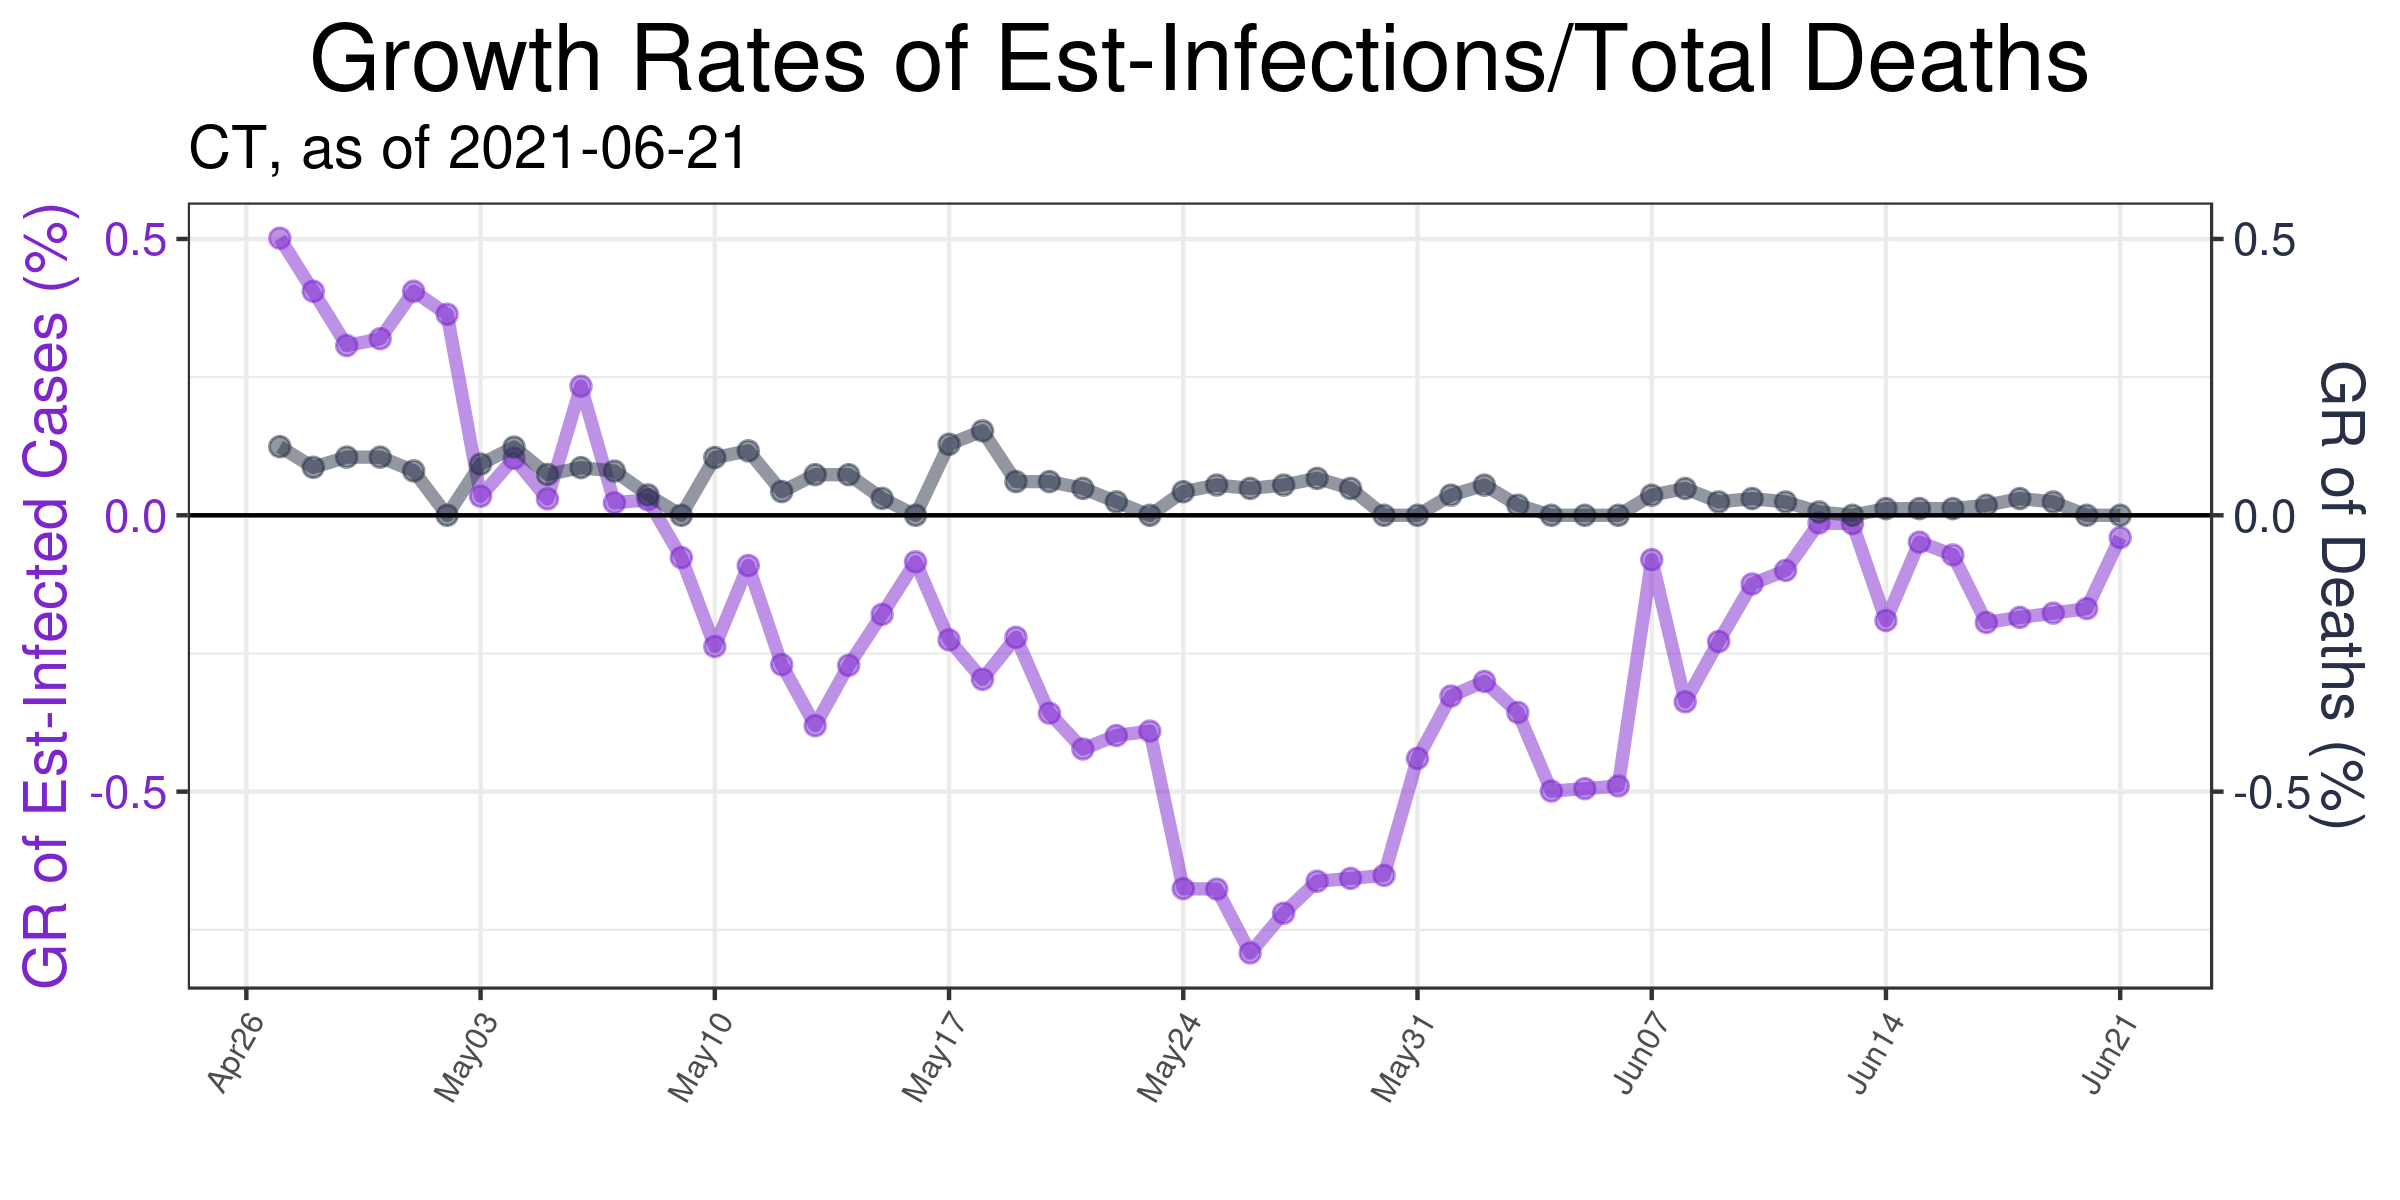 Growth Rates of Est-Infections/Total Deaths
CT, as of 2021-06-21
GR of Est-Infected Cases (%)
0.5
0.0
-0.5
0.5
0.0
-0.5
GR of Deaths (%)
Apr26
May03
May10
May17
May24
May31
Jun07
Jun14
Jun21